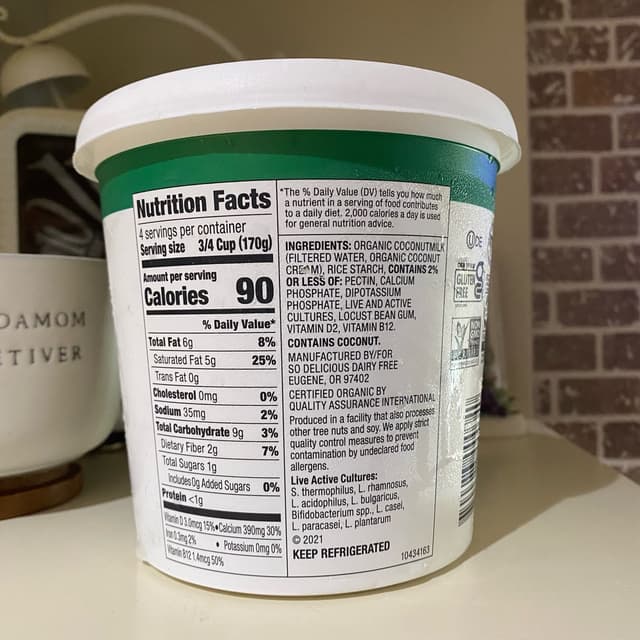 DAMOM
ETIVER
Nutrition Facts
4 servings per container
Serving size 3/4 Cup (170g)
Amount per serving
Calories 90
% Daily Value*
Total Fat 6g 8%
Saturated Fat 5g 25%
Trans Fat 0g
Cholesterol 0mg 0%
Sodium 35mg 2%
Total Carbohydrate 9g 3%
Dietary Fiber 2g 7%
Total Sugars 1g
Includes 0g Added Sugars 0%
Protein <1g
Vitamin D 3.0mcg 15% • Calcium 390mg 30%
Iron 0.3mg 2% • Potassium 0mg 0%
Vitamin B12 1.4mcg 50%
*The % Daily Value (DV) tells you how much
a nutrient in a serving of food contributes
to a daily diet. 2,000 calories a day is used
for general nutrition advice.
INGREDIENTS: ORGANIC COCONUTMILK
(FILTERED WATER, ORGANIC COCONUT
CREAM), RICE STARCH, CONTAINS 2%
OR LESS OF: PECTIN, CALCIUM
PHOSPHATE, DIPOTASSIUM
PHOSPHATE, LIVE AND ACTIVE
CULTURES, LOCUST BEAN GUM,
VITAMIN D2, VITAMIN B12.
CONTAINS COCONUT.
MANUFACTURED BY/FOR
SO DELICIOUS DAIRY FREE
EUGENE, OR 97402
CERTIFIED ORGANIC BY
QUALITY ASSURANCE INTERNATIONAL
Produced in a facility that also processes
other tree nuts and soy. We apply strict
quality control measures to prevent
contamination by undeclared food
allergens.
Live Active Cultures:
S. thermophilus, L. rhamnosus,
L. acidophilus, L. bulgaricus,
Bifidobacterium spp., L. casei,
L. paracasei, L. plantarum
© 2021
KEEP REFRIGERATED 10434163
U DE
GLUTEN
FREE